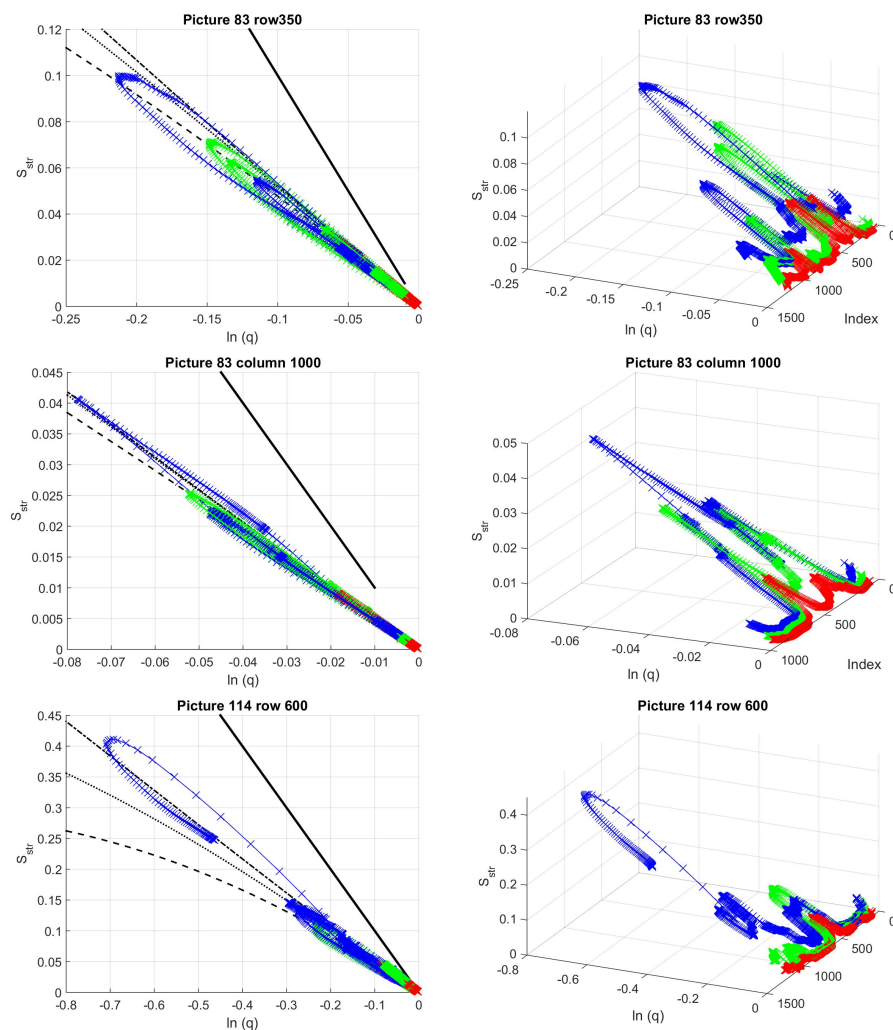 Picture 83 row350
0.12
0.1
0.08
0.06
0.04
0.02
0
S_str
-0.25 -0.2 -0.15 -0.1 -0.05 0
ln (q)
Picture 83 row350
0.1
0.08
0.06
0.04
0.02
0
S_str
-0.25 -0.2 -0.15 -0.1 -0.05 0
ln (q)
0
500
1000
1500
Index
Picture 83 column 1000
0.045
0.04
0.035
0.03
0.025
0.02
0.015
0.01
0.005
0
S_str
-0.08 -0.07 -0.06 -0.05 -0.04 -0.03 -0.02 -0.01 0
ln (q)
Picture 83 column 1000
0.05
0.04
0.03
0.02
0.01
0
S_str
-0.08 -0.06 -0.04 -0.02 0
ln (q)
0
500
1000
Index
Picture 114 row 600
0.45
0.4
0.35
0.3
0.25
0.2
0.15
0.1
0.05
0
S_str
-0.8 -0.7 -0.6 -0.5 -0.4 -0.3 -0.2 -0.1 0
ln (q)
Picture 114 row 600
0.4
0.3
0.2
0.1
0
S_str
-0.8 -0.6 -0.4 -0.2 0
ln (q)
0
500
1000
1500
Index